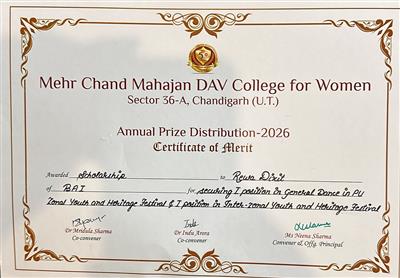 Mehr Chand Mahajan DAV College for Women
Sector 36-A, Chandigarh (U.T.)
Annual Prize Distribution-2026
Certificate of Merit
Awarded Scholarship to Rewa Dixit
of BA I for securing I position in General Dance in PU
Zonal Youth and Heritage Festival & I position in Inter-Zonal Youth and Heritage Festival
Dr Mridula Sharma
Co-convener
Dr Indu Arora
Co-convener
Ms Neena Sharma
Convener & Offg. Principal